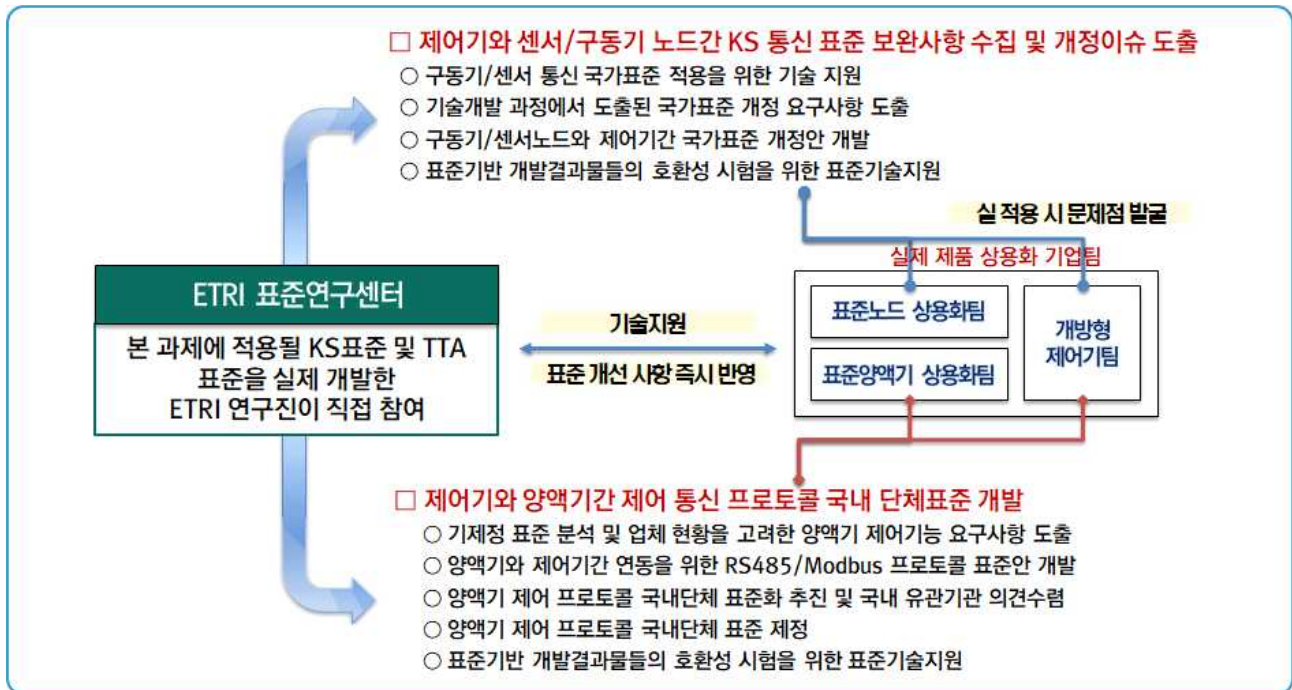 □ 제어기와 센서/구동기 노드간 KS 통신 표준 보완사항 수집 및 개정이슈 도출
○ 구동기/센서 통신 국가표준 적용을 위한 기술 지원
○ 기술개발 과정에서 도출된 국가표준 개정 요구사항 도출
○ 구동기/센서노드와 제어기간 국가표준 개정안 개발
○ 표준기반 개발결과물들의 호환성 시험을 위한 표준기술지원
실 적용 시 문제점 발굴
실제 제품 상용화 기업팀
ETRI 표준연구센터
본 과제에 적용될 KS표준 및 TTA
표준을 실제 개발한
ETRI 연구진이 직접 참여
기술지원
표준 개선 사항 즉시 반영
표준노드 상용화팀
표준양액기 상용화팀
개방형
제어기팀
□ 제어기와 양액기간 제어 통신 프로토콜 국내 단체표준 개발
○ 기제정 표준 분석 및 업체 현황을 고려한 양액기 제어기능 요구사항 도출
○ 양액기와 제어기간 연동을 위한 RS485/Modbus 프로토콜 표준안 개발
○ 양액기 제어 프로토콜 국내단체 표준화 추진 및 국내 유관기관 의견수렴
○ 양액기 제어 프로토콜 국내단체 표준 제정
○ 표준기반 개발결과물들의 호환성 시험을 위한 표준기술지원